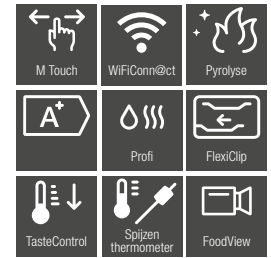 M Touch
WiFiConn@ct
Pyrolyse
A+
Profi
FlexiClip
TasteControl
Spijzen
thermometer
FoodView